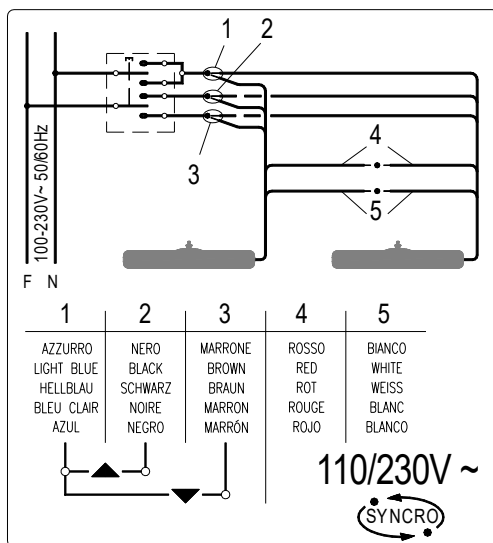 1 2
3
4
5
100-230V~ 50/60Hz
F N
1 2 3 4 5
AZZURRO NERO MARRONE ROSSO BIANCO
LIGHT BLUE BLACK BROWN RED WHITE
HELLBLAU SCHWARZ BRAUN ROT WEISS
BLEU CLAIR NOIRE MARRON ROUGE BLANC
AZUL NEGRO MARRÓN ROJO BLANCO
110/230V ~
SYNCRO